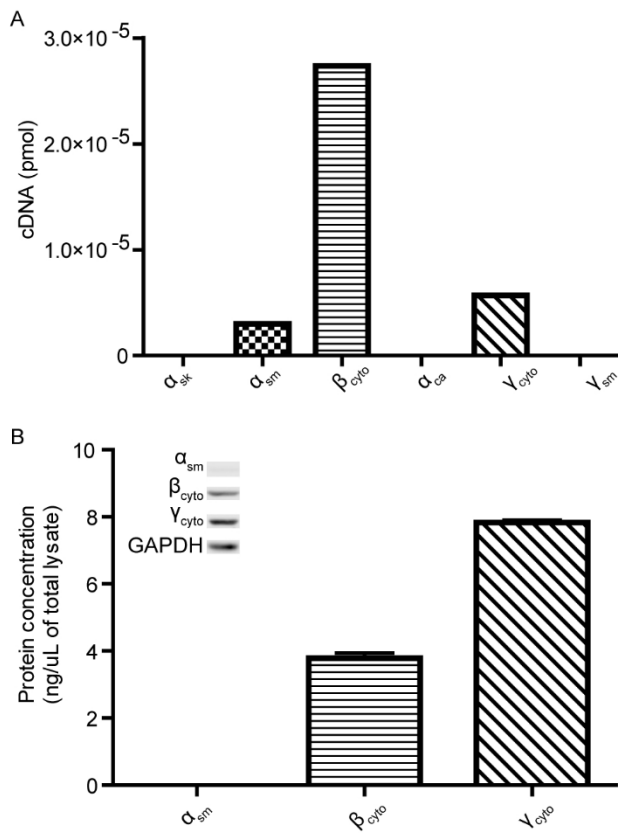 A
cDNA (pmol)
3.0×10⁻⁵
2.0×10⁻⁵
1.0×10⁻⁵
0
αsk
αsm
βcyto
αca
γcyto
γsm
B
Protein concentration
(ng/uL of total lysate)
10
8
6
4
2
0
αsm
βcyto
γcyto
GAPDH
αsm
βcyto
γcyto